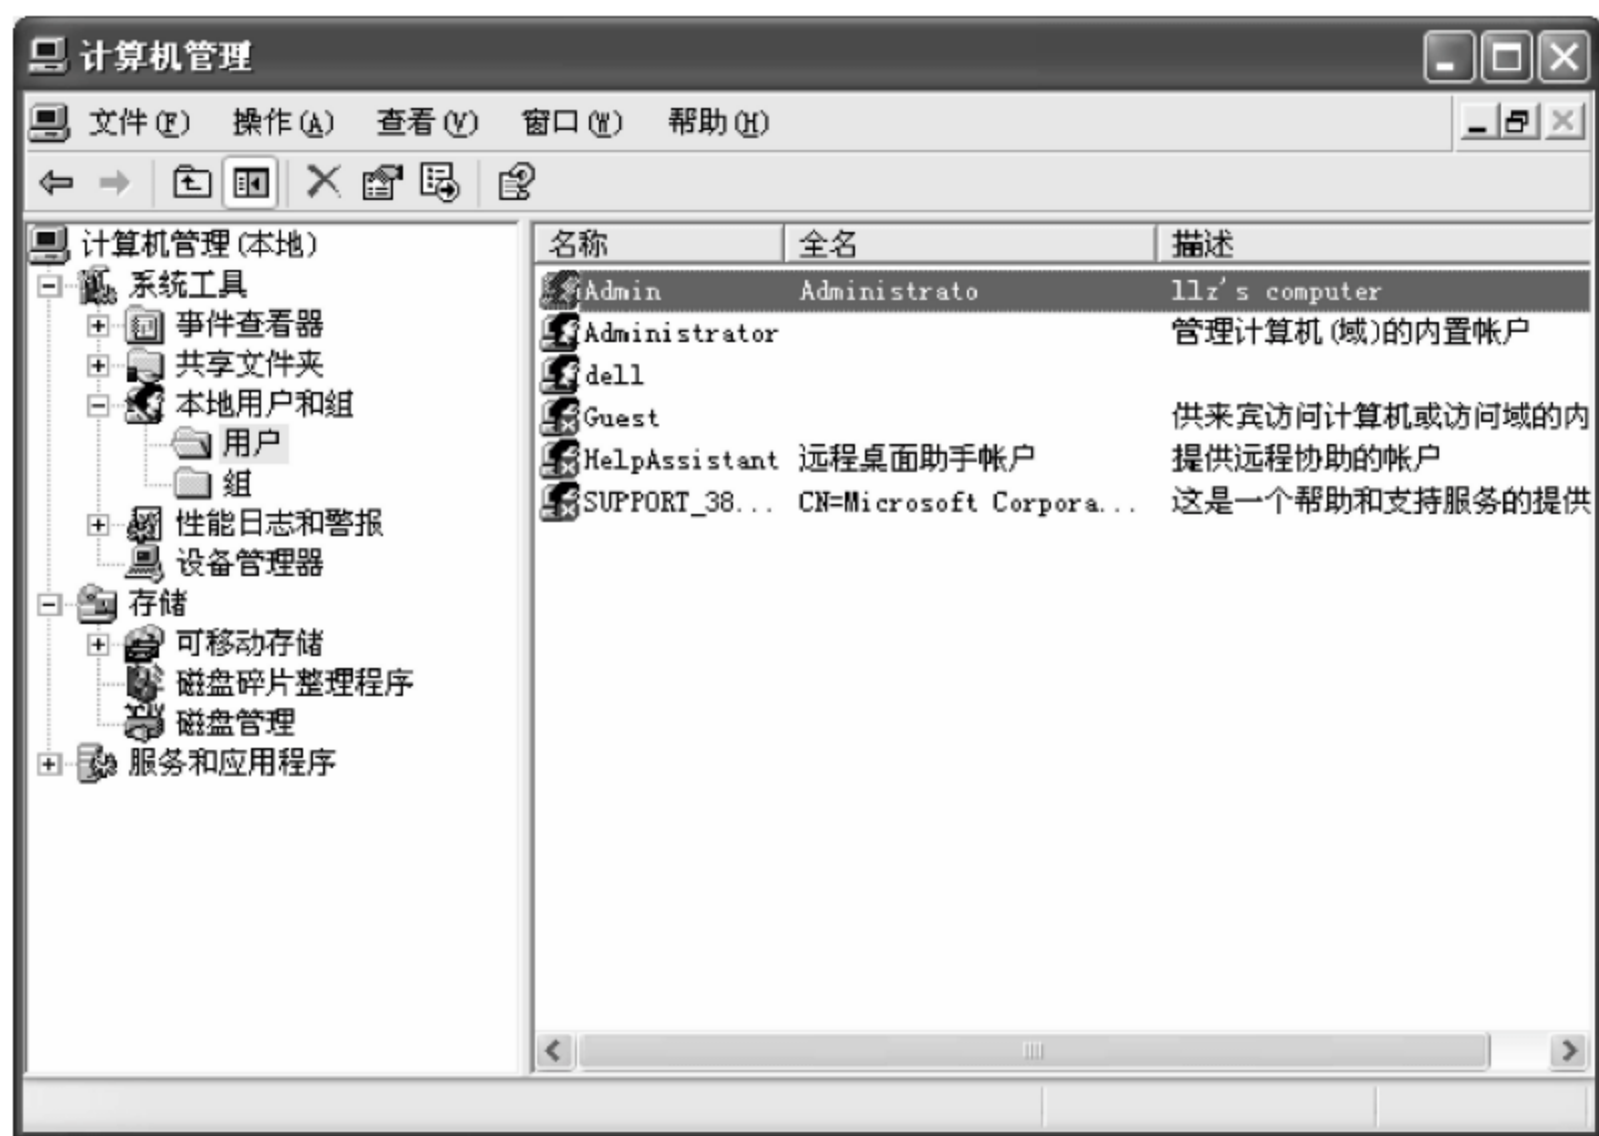 计算机管理
文件(F) 操作(A) 查看(V) 窗口(W) 帮助(H)
计算机管理(本地)
系统工具
事件查看器
共享文件夹
本地用户和组
用户
组
性能日志和警报
设备管理器
存储
可移动存储
磁盘碎片整理程序
磁盘管理
服务和应用程序
名称 全名 描述
Admin Administrato llz's computer
Administrator 管理计算机(域)的内置帐户
dell
Guest 供来宾访问计算机或访问域的内
HelpAssistant 远程桌面助手帐户 提供远程协助的帐户
SUPPORT_38... CN=Microsoft Corpora... 这是一个帮助和支持服务的提供